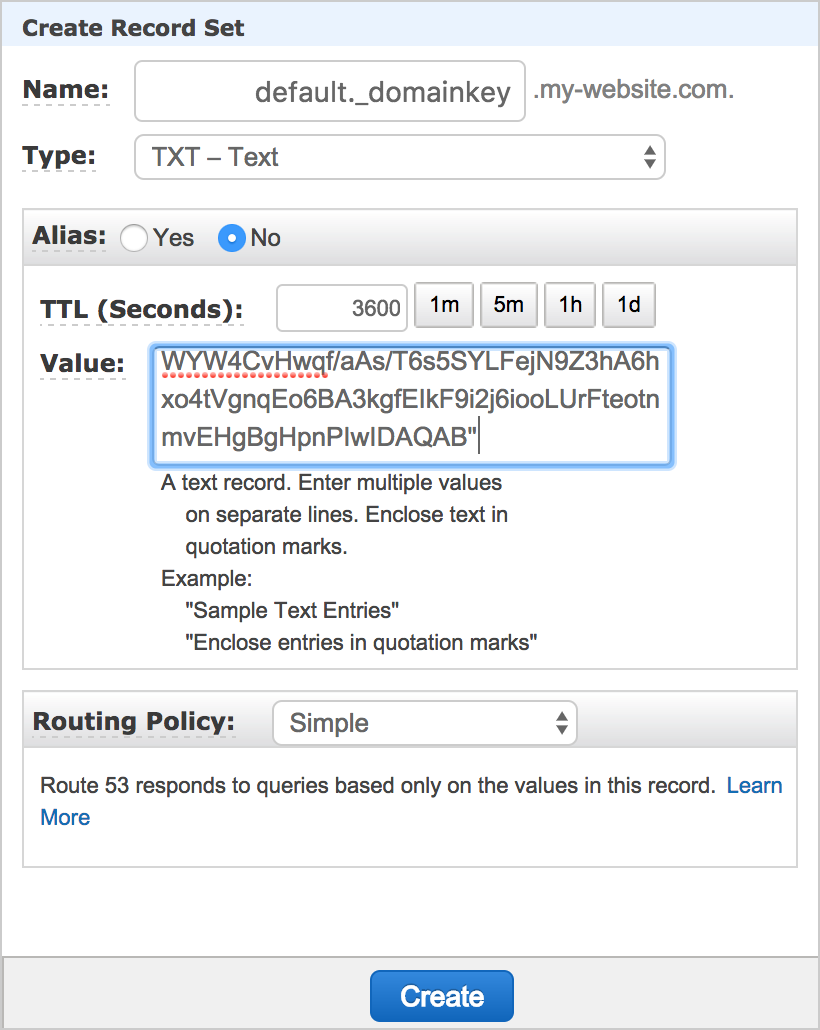 Create Record Set
Name: default._domainkey .my-website.com.
Type: TXT – Text
Alias: Yes No
TTL (Seconds): 3600 1m 5m 1h 1d
Value: WYW4CvHwqf/aAs/T6s5SYLFejN9Z3hA6h
xo4tVgnqEo6BA3kgfEIkF9i2j6iooLUrFteotn
mvEHgBgHpnPIwIDAQAB"
A text record. Enter multiple values
on separate lines. Enclose text in
quotation marks.
Example:
"Sample Text Entries"
"Enclose entries in quotation marks"
Routing Policy: Simple
Route 53 responds to queries based only on the values in this record. Learn
More
Create